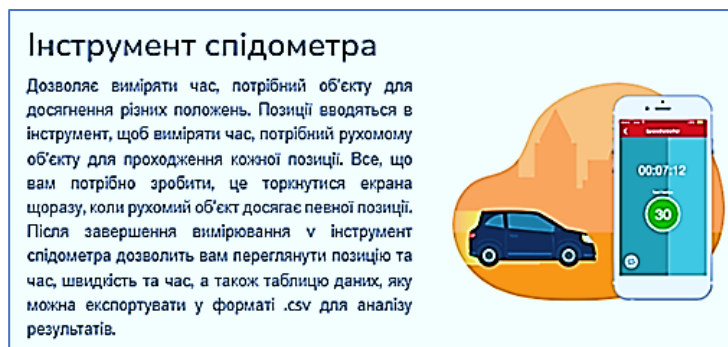 Інструмент спідометра
Дозволяє виміряти час, потрібний об'єкту для
досягнення різних положень. Позиції вводяться в
інструмент, щоб виміряти час, потрібний рухомому
об'єкту для проходження кожної позиції. Все, що
вам потрібно зробити, це торкнутися екрана
щоразу, коли рухомий об'єкт досягає певної позиції.
Після завершення вимірювання v інструмент
спідометра дозволить вам переглянути позицію та
час, швидкість та час, а також таблицю даних, яку
можна експортувати у форматі .csv для аналізу
результатів.
00:07:12
30